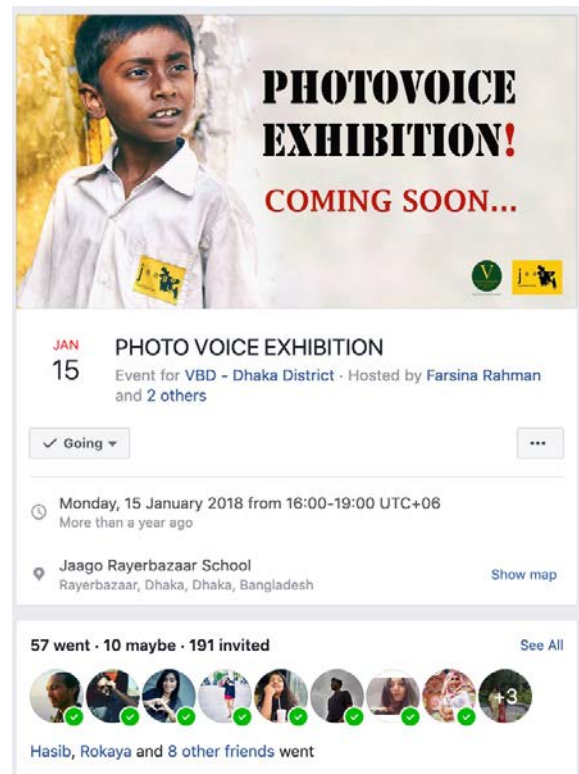 PHOTOVOICE
EXHIBITION!
COMING SOON...
jaago
V
jaago
JAN
15
PHOTO VOICE EXHIBITION
Event for VBD - Dhaka District · Hosted by Farsina Rahman
and 2 others
✓ Going ▾
...
Monday, 15 January 2018 from 16:00-19:00 UTC+06
More than a year ago
Jaago Rayerbazaar School
Show map
Rayerbazaar, Dhaka, Dhaka, Bangladesh
57 went · 10 maybe · 191 invited
See All
+3
Hasib, Rokaya and 8 other friends went